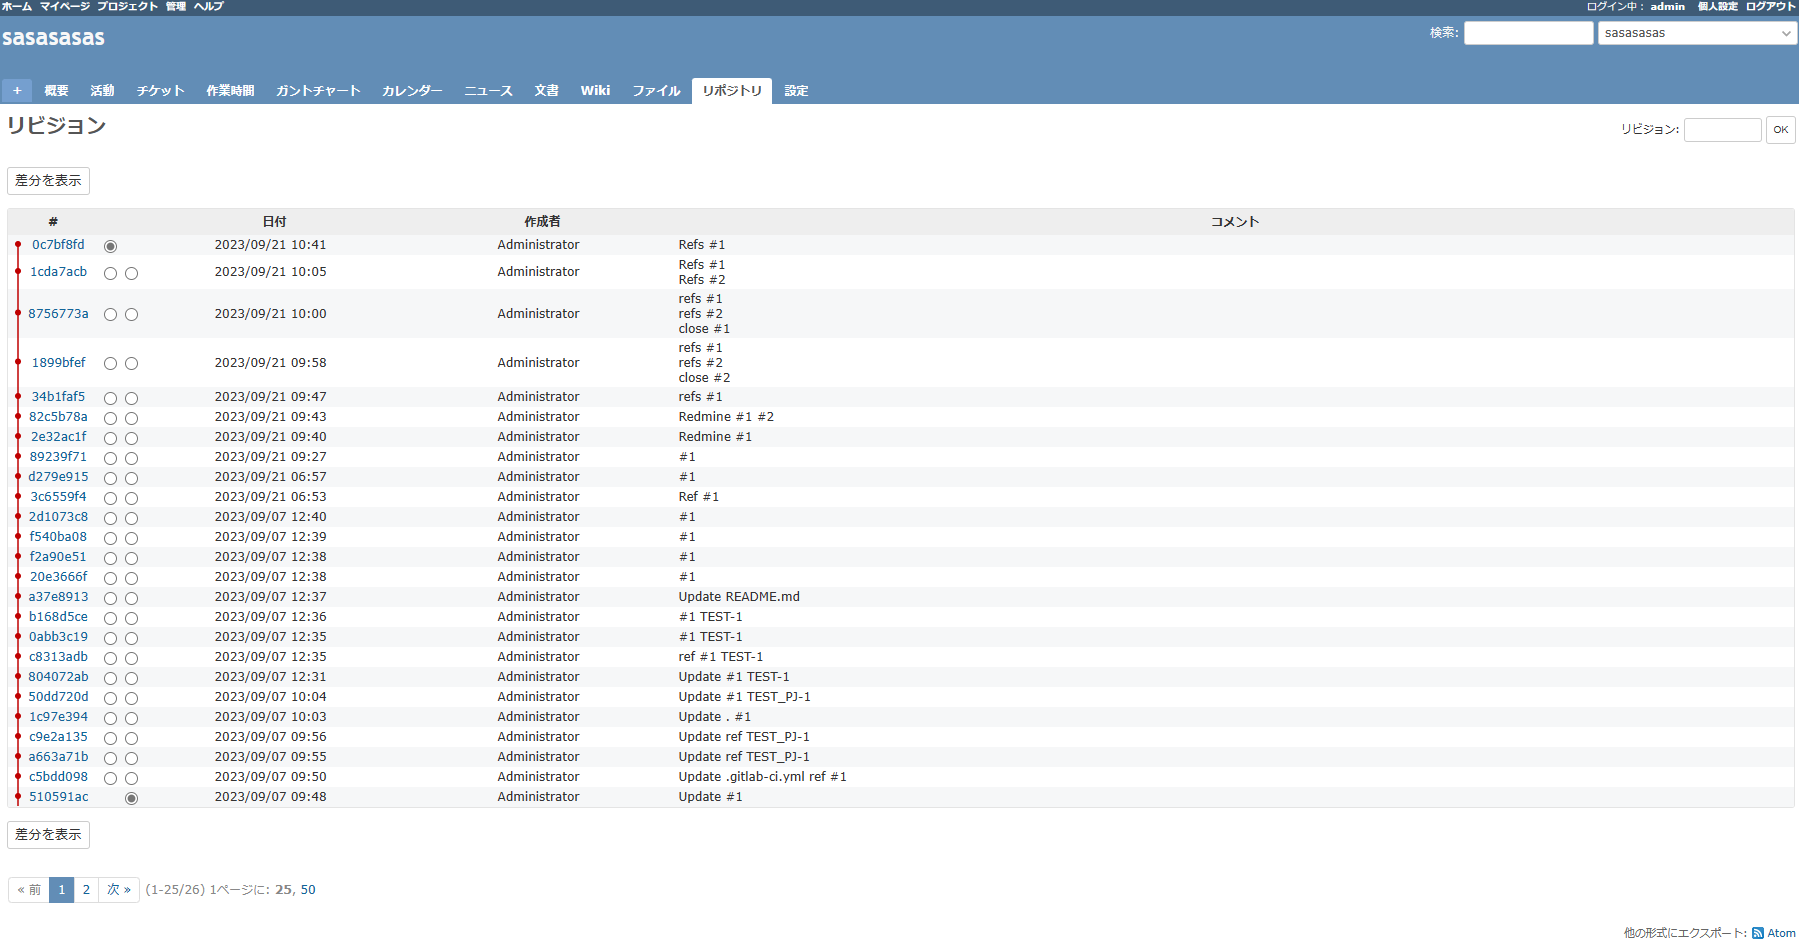 ホーム マイページ プロジェクト 管理 ヘルプ ログイン中： admin 個人設定 ログアウト
sasasasas
検索: sasasasas
+ 概要 活動 チケット 作業時間 ガントチャート カレンダー ニュース 文書 Wiki ファイル リポジトリ 設定
リビジョン
リビジョン: OK
差分を表示
# 日付 作成者 コメント
0c7bf8fd 2023/09/21 10:41 Administrator Refs #1
1cda7acb 2023/09/21 10:05 Administrator Refs #1
Refs #2
8756773a 2023/09/21 10:00 Administrator refs #1
refs #2
close #1
1899bfef 2023/09/21 09:58 Administrator refs #1
refs #2
close #2
34b1faf5 2023/09/21 09:47 Administrator refs #1
82c5b78a 2023/09/21 09:43 Administrator Redmine #1 #2
2e32ac1f 2023/09/21 09:40 Administrator Redmine #1
89239f71 2023/09/21 09:27 Administrator #1
d279e915 2023/09/21 06:57 Administrator #1
3c6559f4 2023/09/21 06:53 Administrator Ref #1
2d1073c8 2023/09/07 12:40 Administrator #1
f540ba08 2023/09/07 12:39 Administrator #1
f2a90e51 2023/09/07 12:38 Administrator #1
20e3666f 2023/09/07 12:38 Administrator #1
a37e8913 2023/09/07 12:37 Administrator Update README.md
b168d5ce 2023/09/07 12:36 Administrator #1 TEST-1
0abb3c19 2023/09/07 12:35 Administrator #1 TEST-1
c8313adb 2023/09/07 12:35 Administrator ref #1 TEST-1
804072ab 2023/09/07 12:31 Administrator Update #1 TEST-1
50dd720d 2023/09/07 10:04 Administrator Update #1 TEST_PJ-1
1c97e394 2023/09/07 10:03 Administrator Update . #1
c9e2a135 2023/09/07 09:56 Administrator Update ref TEST_PJ-1
a663a71b 2023/09/07 09:55 Administrator Update ref TEST_PJ-1
c5bdd098 2023/09/07 09:50 Administrator Update .gitlab-ci.yml ref #1
510591ac 2023/09/07 09:48 Administrator Update #1
差分を表示
« 前 1 2 次 » (1-25/26) 1ページに: 25, 50
他の形式にエクスポート: Atom